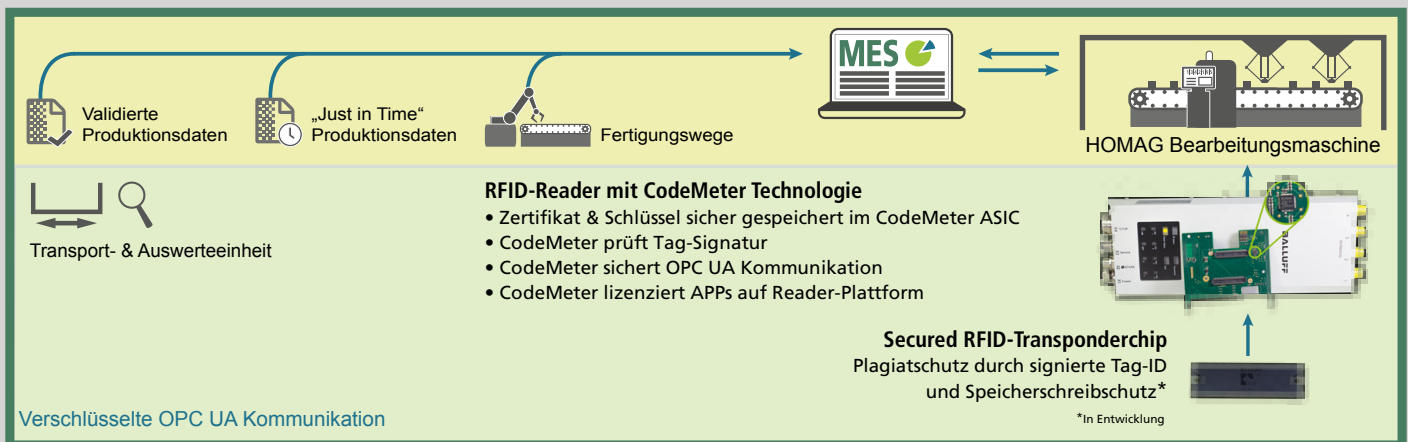 MES
Validierte
Produktionsdaten
„Just in Time“
Produktionsdaten
Fertigungswege
HOMAG Bearbeitungsmaschine
Transport- & Auswerteeinheit
RFID-Reader mit CodeMeter Technologie
• Zertifikat & Schlüssel sicher gespeichert im CodeMeter ASIC
• CodeMeter prüft Tag-Signatur
• CodeMeter sichert OPC UA Kommunikation
• CodeMeter lizenziert APPs auf Reader-Plattform
BALLUFF
Secured RFID-Transponderchip
Plagiatschutz durch signierte Tag-ID
und Speicherschreibschutz*
*In Entwicklung
Verschlüsselte OPC UA Kommunikation